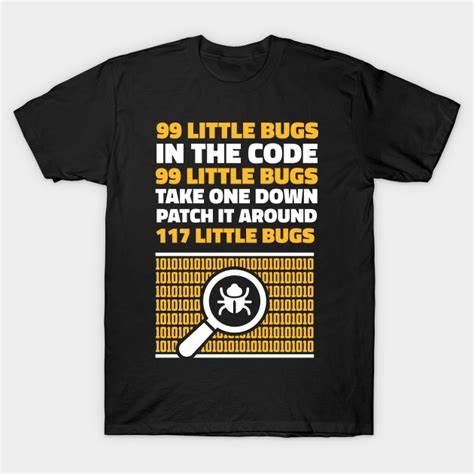 99 LITTLE BUGS
IN THE CODE
99 LITTLE BUGS
TAKE ONE DOWN
PATCH IT AROUND
117 LITTLE BUGS